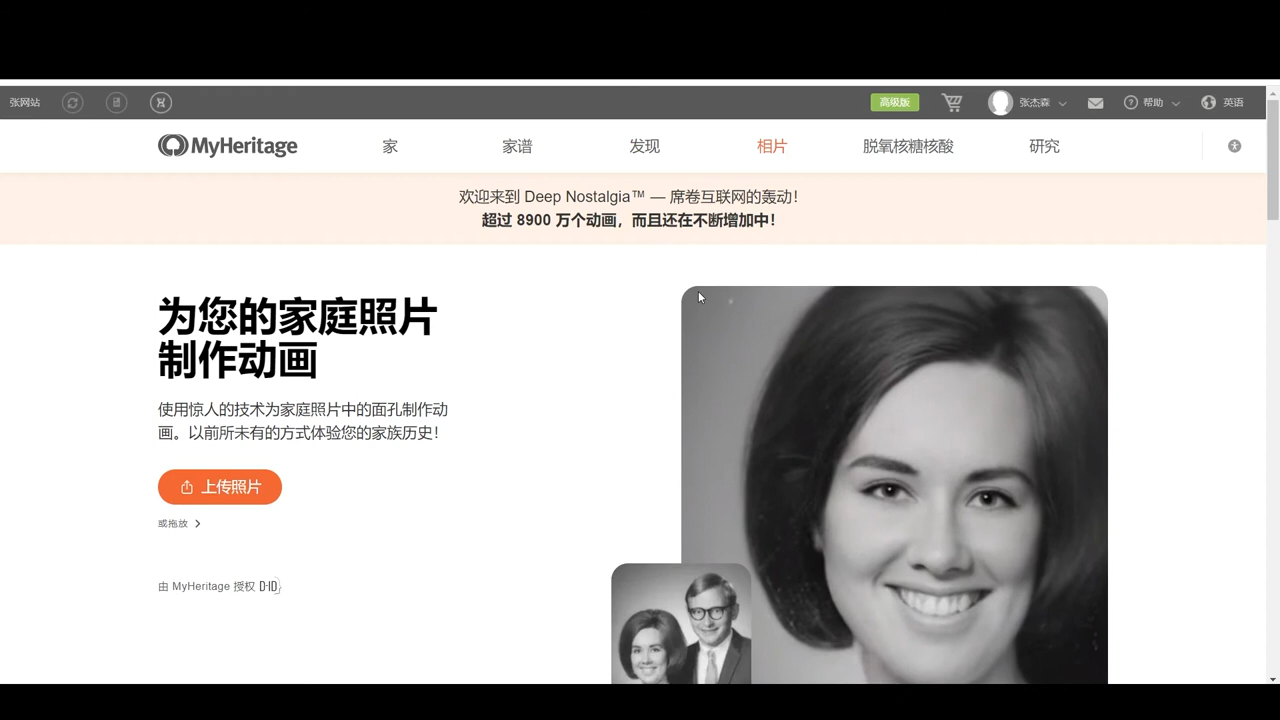 张网站
高级版
张杰森
帮助
英语
MyHeritage
家
家谱
发现
相片
脱氧核糖核酸
研究
欢迎来到 Deep Nostalgia™ — 席卷互联网的轰动！
超过 8900 万个动画，而且还在不断增加中！
为您的家庭照片
制作动画
使用惊人的技术为家庭照片中的面孔制作动
画。以前所未有的方式体验您的家族历史！
上传照片
或拖放
由 MyHeritage 授权 D-ID